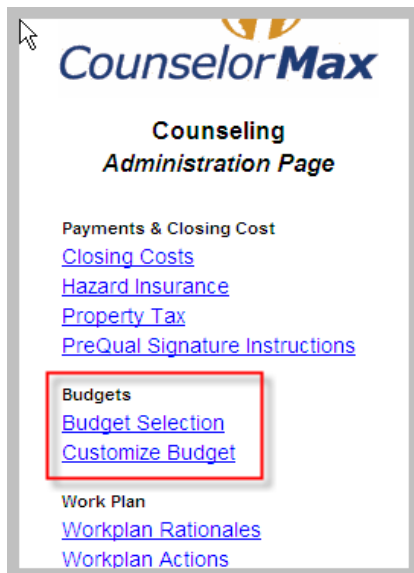 CounselorMax
Counseling
Administration Page
Payments & Closing Cost
Closing Costs
Hazard Insurance
Property Tax
PreQual Signature Instructions
Budgets
Budget Selection
Customize Budget
Work Plan
Workplan Rationales
Workplan Actions